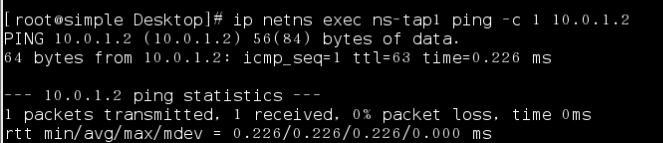 [root@simple Desktop]# ip netns exec ns-tap1 ping -c 1 10.0.1.2
PING 10.0.1.2 (10.0.1.2) 56(84) bytes of data.
64 bytes from 10.0.1.2: icmp_seq=1 ttl=63 time=0.226 ms
--- 10.0.1.2 ping statistics ---
1 packets transmitted, 1 received, 0% packet loss, time 0ms
rtt min/avg/max/mdev = 0.226/0.226/0.226/0.000 ms